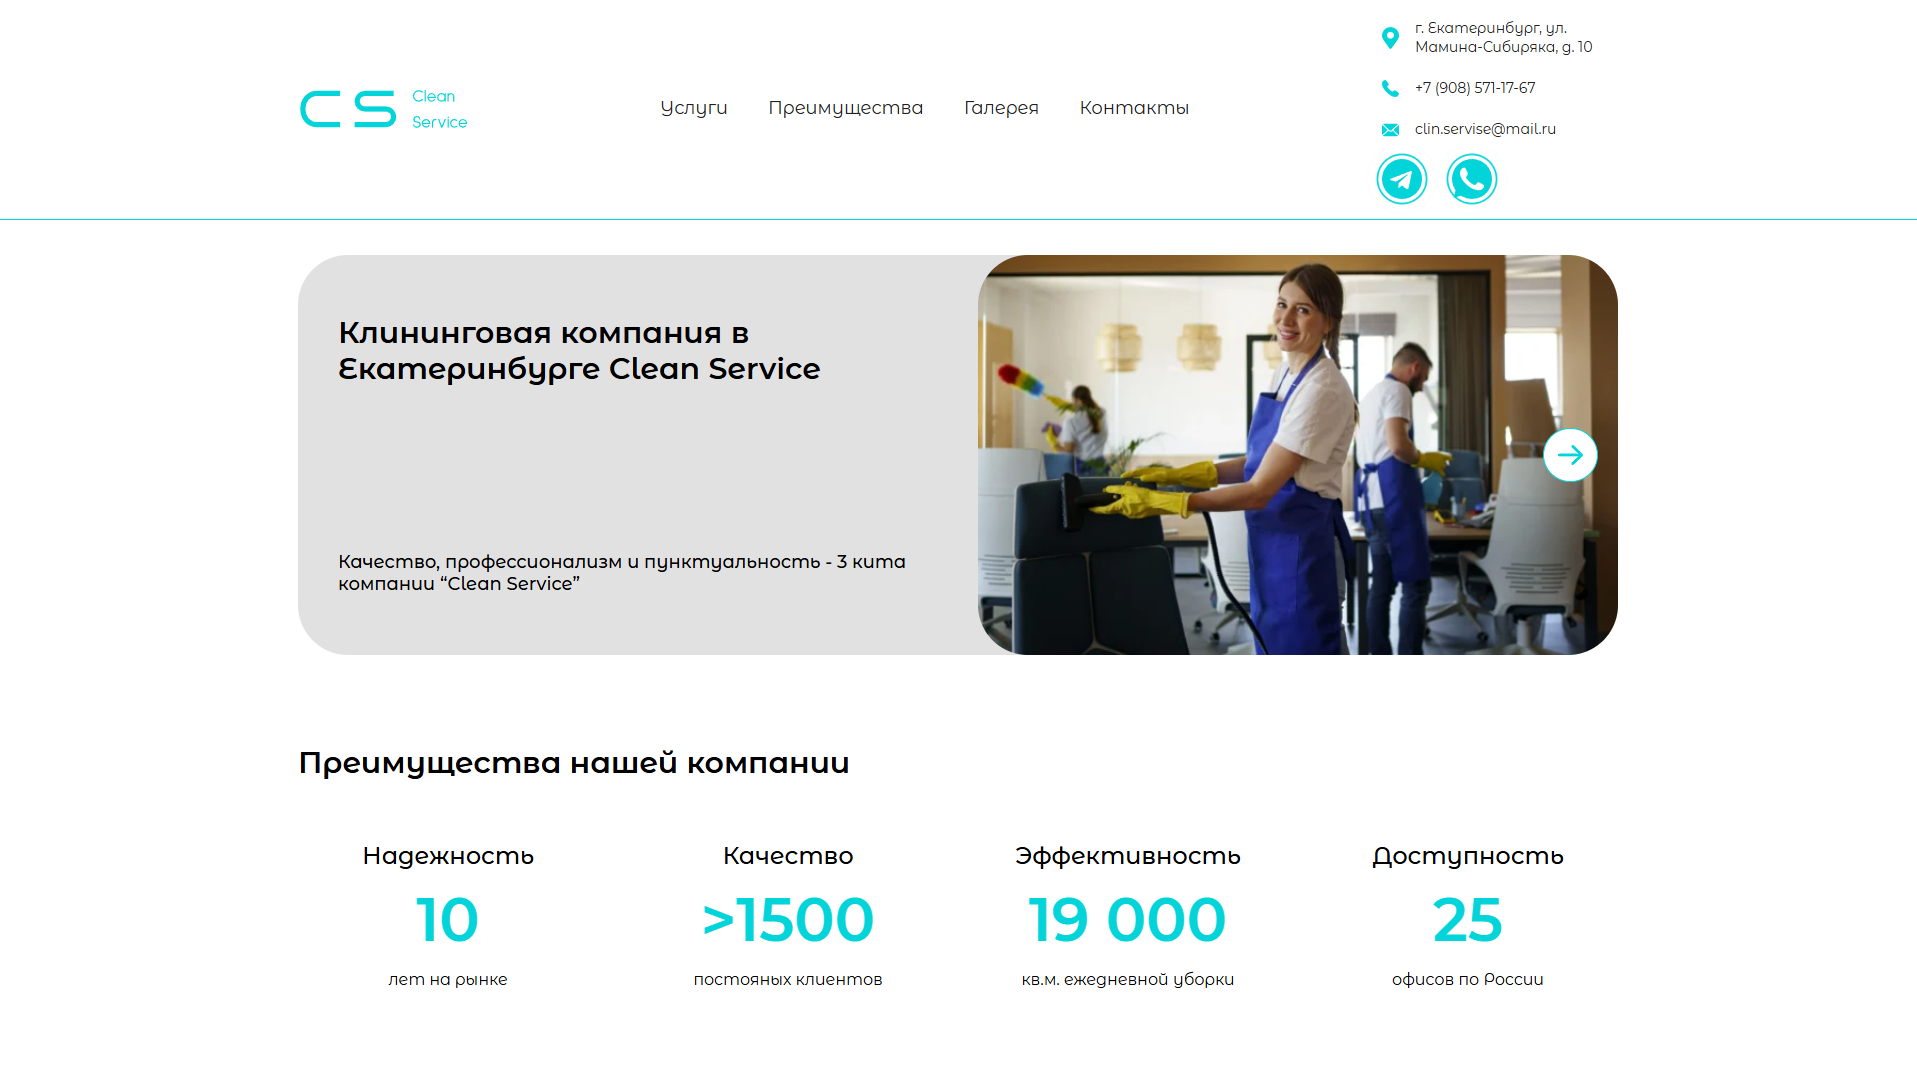 CS
Clean
Service
Услуги
Преимущества
Галерея
Контакты
г. Екатеринбург, ул.
Мамина-Сибиряка, д. 10
+7 (908) 571-17-67
clin.servise@mail.ru
Клининговая компания в
Екатеринбурге Clean Service
Качество, профессионализм и пунктуальность - 3 кита
компании “Clean Service”
Преимущества нашей компании
Надежность
10
лет на рынке
Качество
>1500
постояных клиентов
Эффективность
19 000
кв.м. ежедневной уборки
Доступность
25
офисов по России